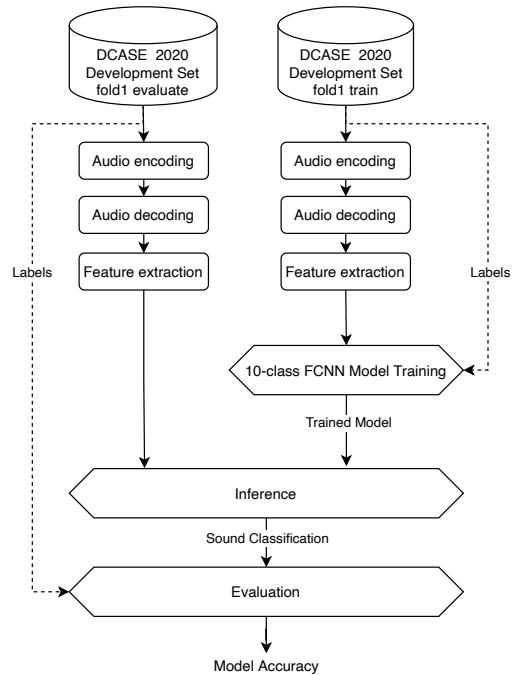 DCASE 2020
Development Set
fold1 evaluate
DCASE 2020
Development Set
fold1 train
Audio encoding
Audio encoding
Audio decoding
Audio decoding
Labels
Feature extraction
Feature extraction
Labels
10-class FCNN Model Training
Trained Model
Inference
Sound Classification
Evaluation
Model Accuracy